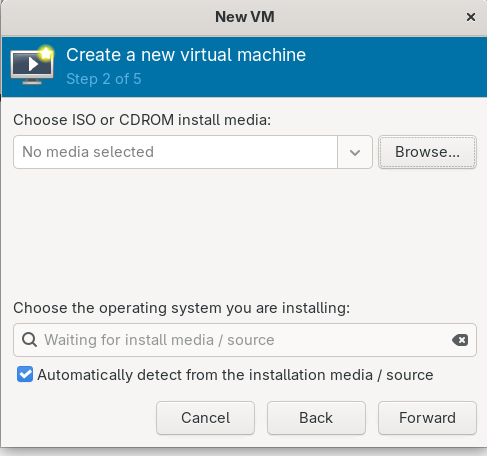 New VM
Create a new virtual machine
Step 2 of 5
Choose ISO or CDROM install media:
No media selected
Browse...
Choose the operating system you are installing:
Waiting for install media / source
Automatically detect from the installation media / source
Cancel Back Forward